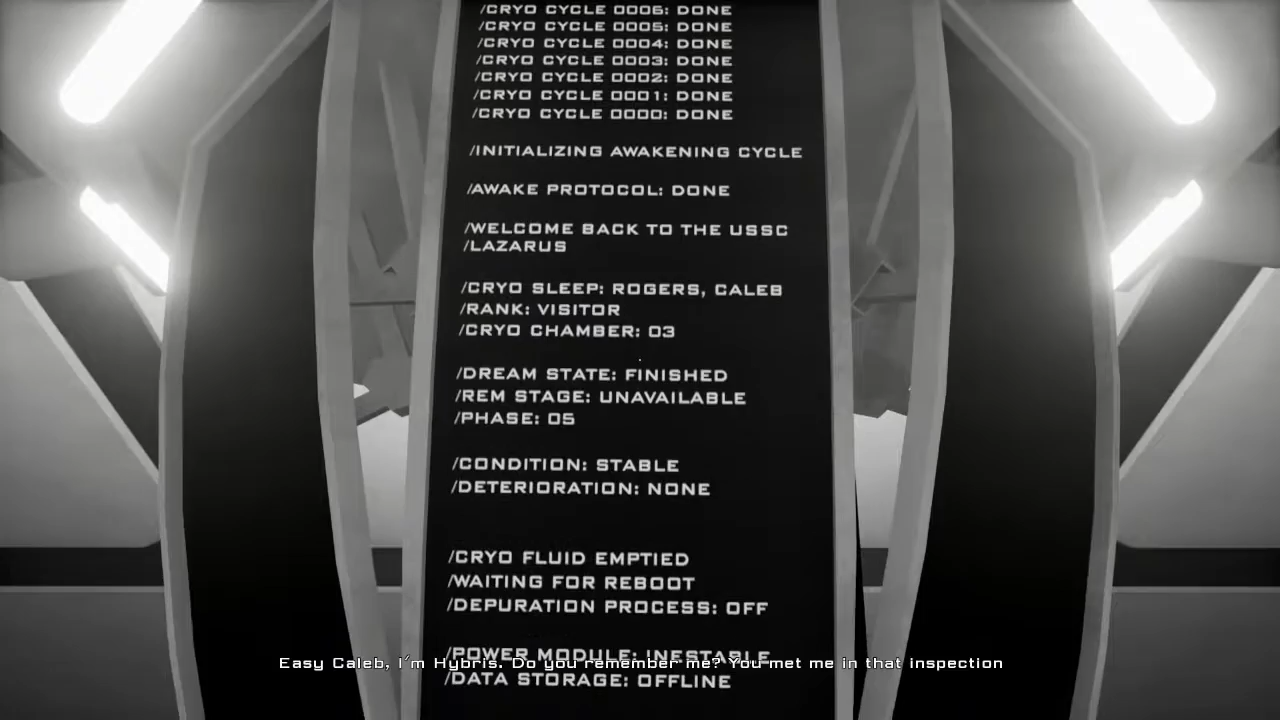 /CRYO CYCLE 0006: DONE
/CRYO CYCLE 0005: DONE
/CRYO CYCLE 0004: DONE
/CRYO CYCLE 0003: DONE
/CRYO CYCLE 0002: DONE
/CRYO CYCLE 0001: DONE
/CRYO CYCLE 0000: DONE
/INITIALIZING AWAKENING CYCLE
/AWAKE PROTOCOL: DONE
/WELCOME BACK TO THE USSC
/LAZARUS
/CRYO SLEEP: ROGERS, CALEB
/RANK: VISITOR
/CRYO CHAMBER: 03
/DREAM STATE: FINISHED
/REM STAGE: UNAVAILABLE
/PHASE: 05
/CONDITION: STABLE
/DETERIORATION: NONE
/CRYO FLUID EMPTIED
/WAITING FOR REBOOT
/DEPURATION PROCESS: OFF
/POWER MODULE: INESTABLE
Easy Caleb, I'm Hybris. Do you remember me? You met me in that inspection
/DATA STORAGE: OFFLINE